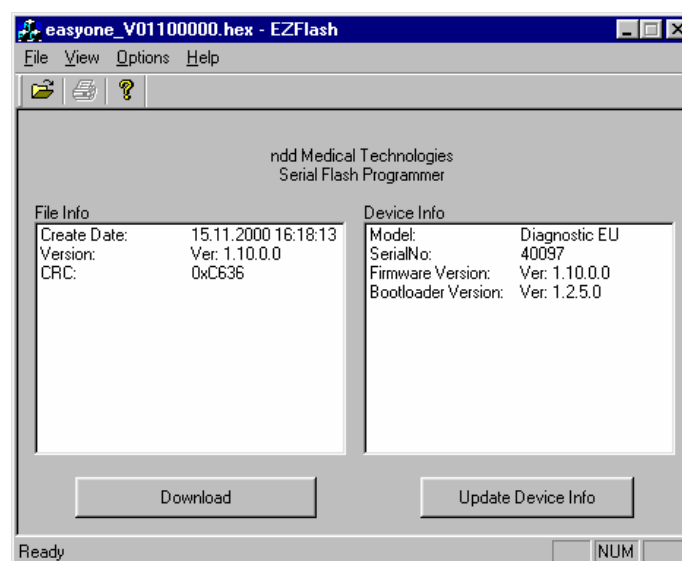 easyone_V01100000.hex - EZFlash
File View Options Help
ndd Medical Technologies
Serial Flash Programmer
File Info
Create Date: 15.11.2000 16:18:13
Version: Ver: 1.10.0.0
CRC: 0xC636
Device Info
Model: Diagnostic EU
SerialNo: 40097
Firmware Version: Ver: 1.10.0.0
Bootloader Version: Ver: 1.2.5.0
Download
Update Device Info
Ready
NUM